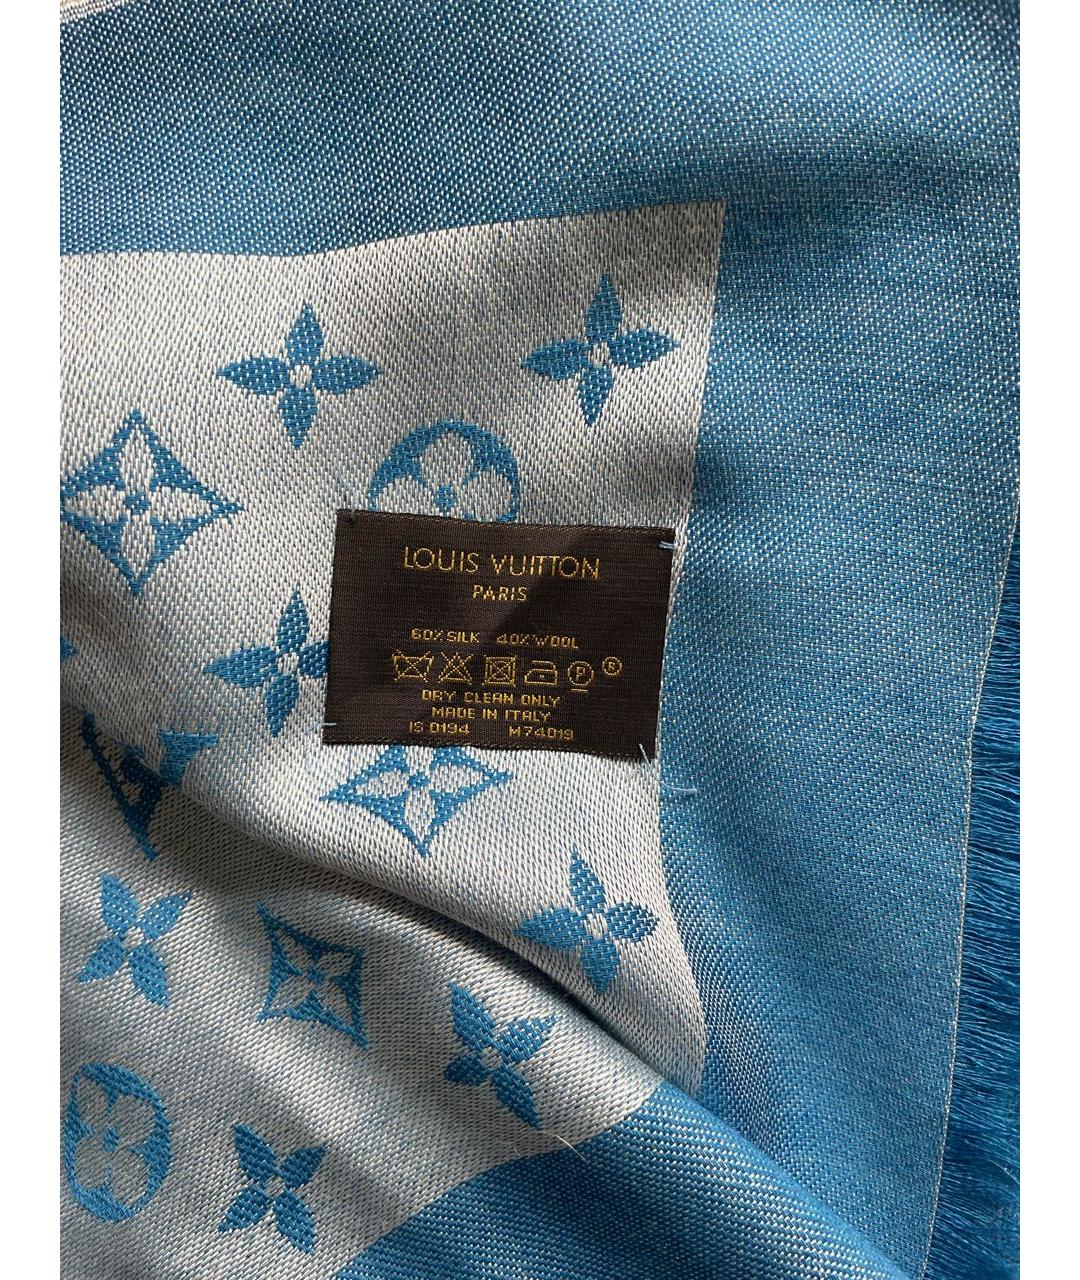 LOUIS VUITTON
PARIS
60% SILK 40% WOOL
P ®
DRY CLEAN ONLY
MADE IN ITALY
IS 0194 M74019